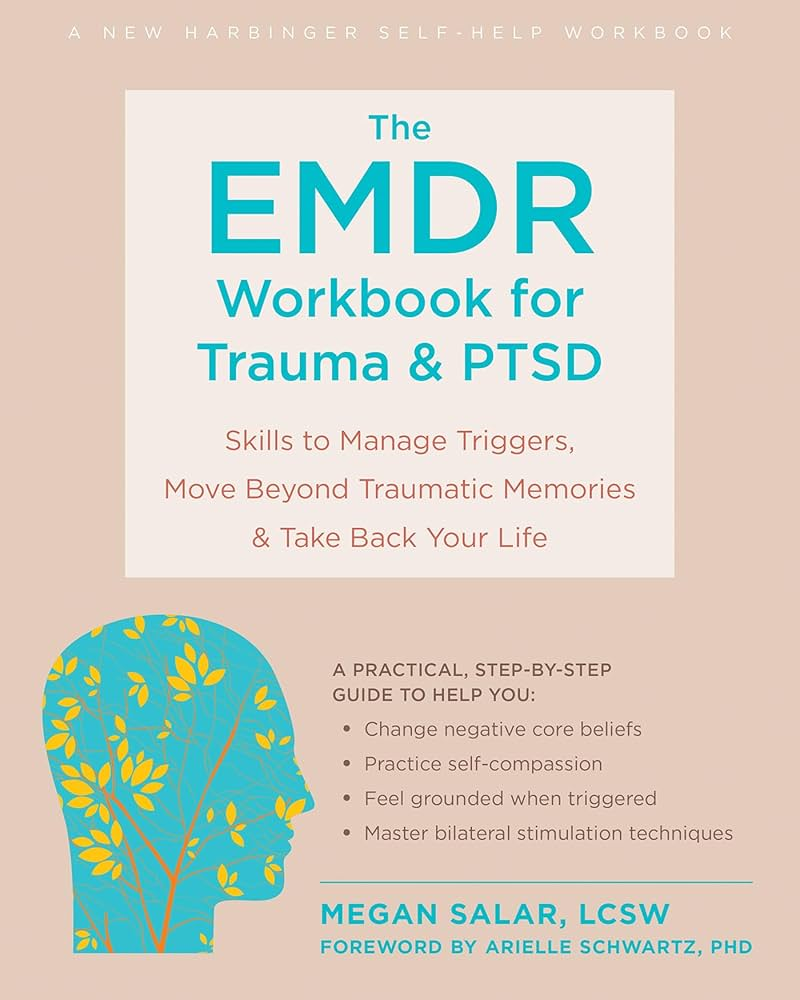 A NEW HARBINGER SELF-HELP WORKBOOK
The
EMDR
Workbook for
Trauma & PTSD
Skills to Manage Triggers,
Move Beyond Traumatic Memories
& Take Back Your Life
A PRACTICAL, STEP-BY-STEP
GUIDE TO HELP YOU:
• Change negative core beliefs
• Practice self-compassion
• Feel grounded when triggered
• Master bilateral stimulation techniques
MEGAN SALAR, LCSW
FOREWORD BY ARIELLE SCHWARTZ, PHD